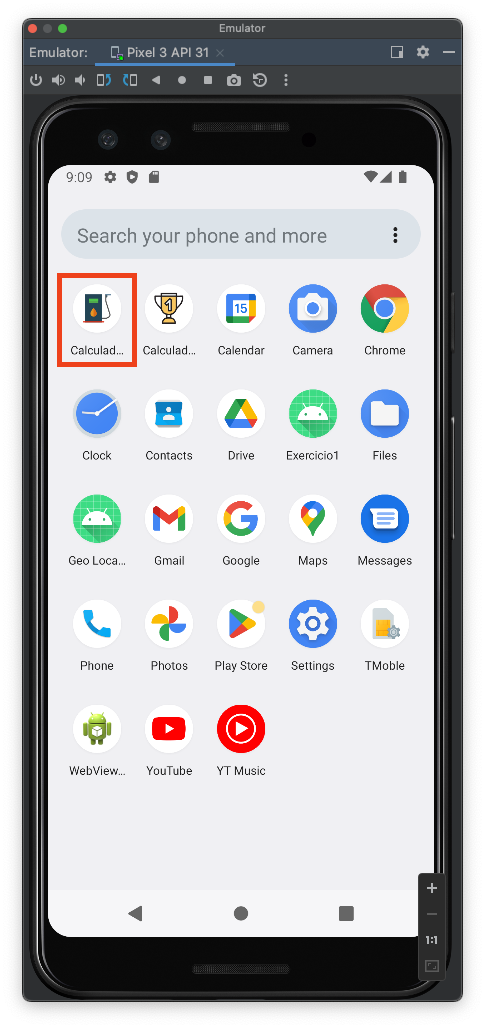 Emulator
Emulator: Pixel 3 API 31
9:09
Search your phone and more
Calculad... Calculad... Calendar Camera Chrome
Clock Contacts Drive Exercicio1 Files
Geo Loca... Gmail Google Maps Messages
Phone Photos Play Store Settings TMoble
WebView... YouTube YT Music
1:1